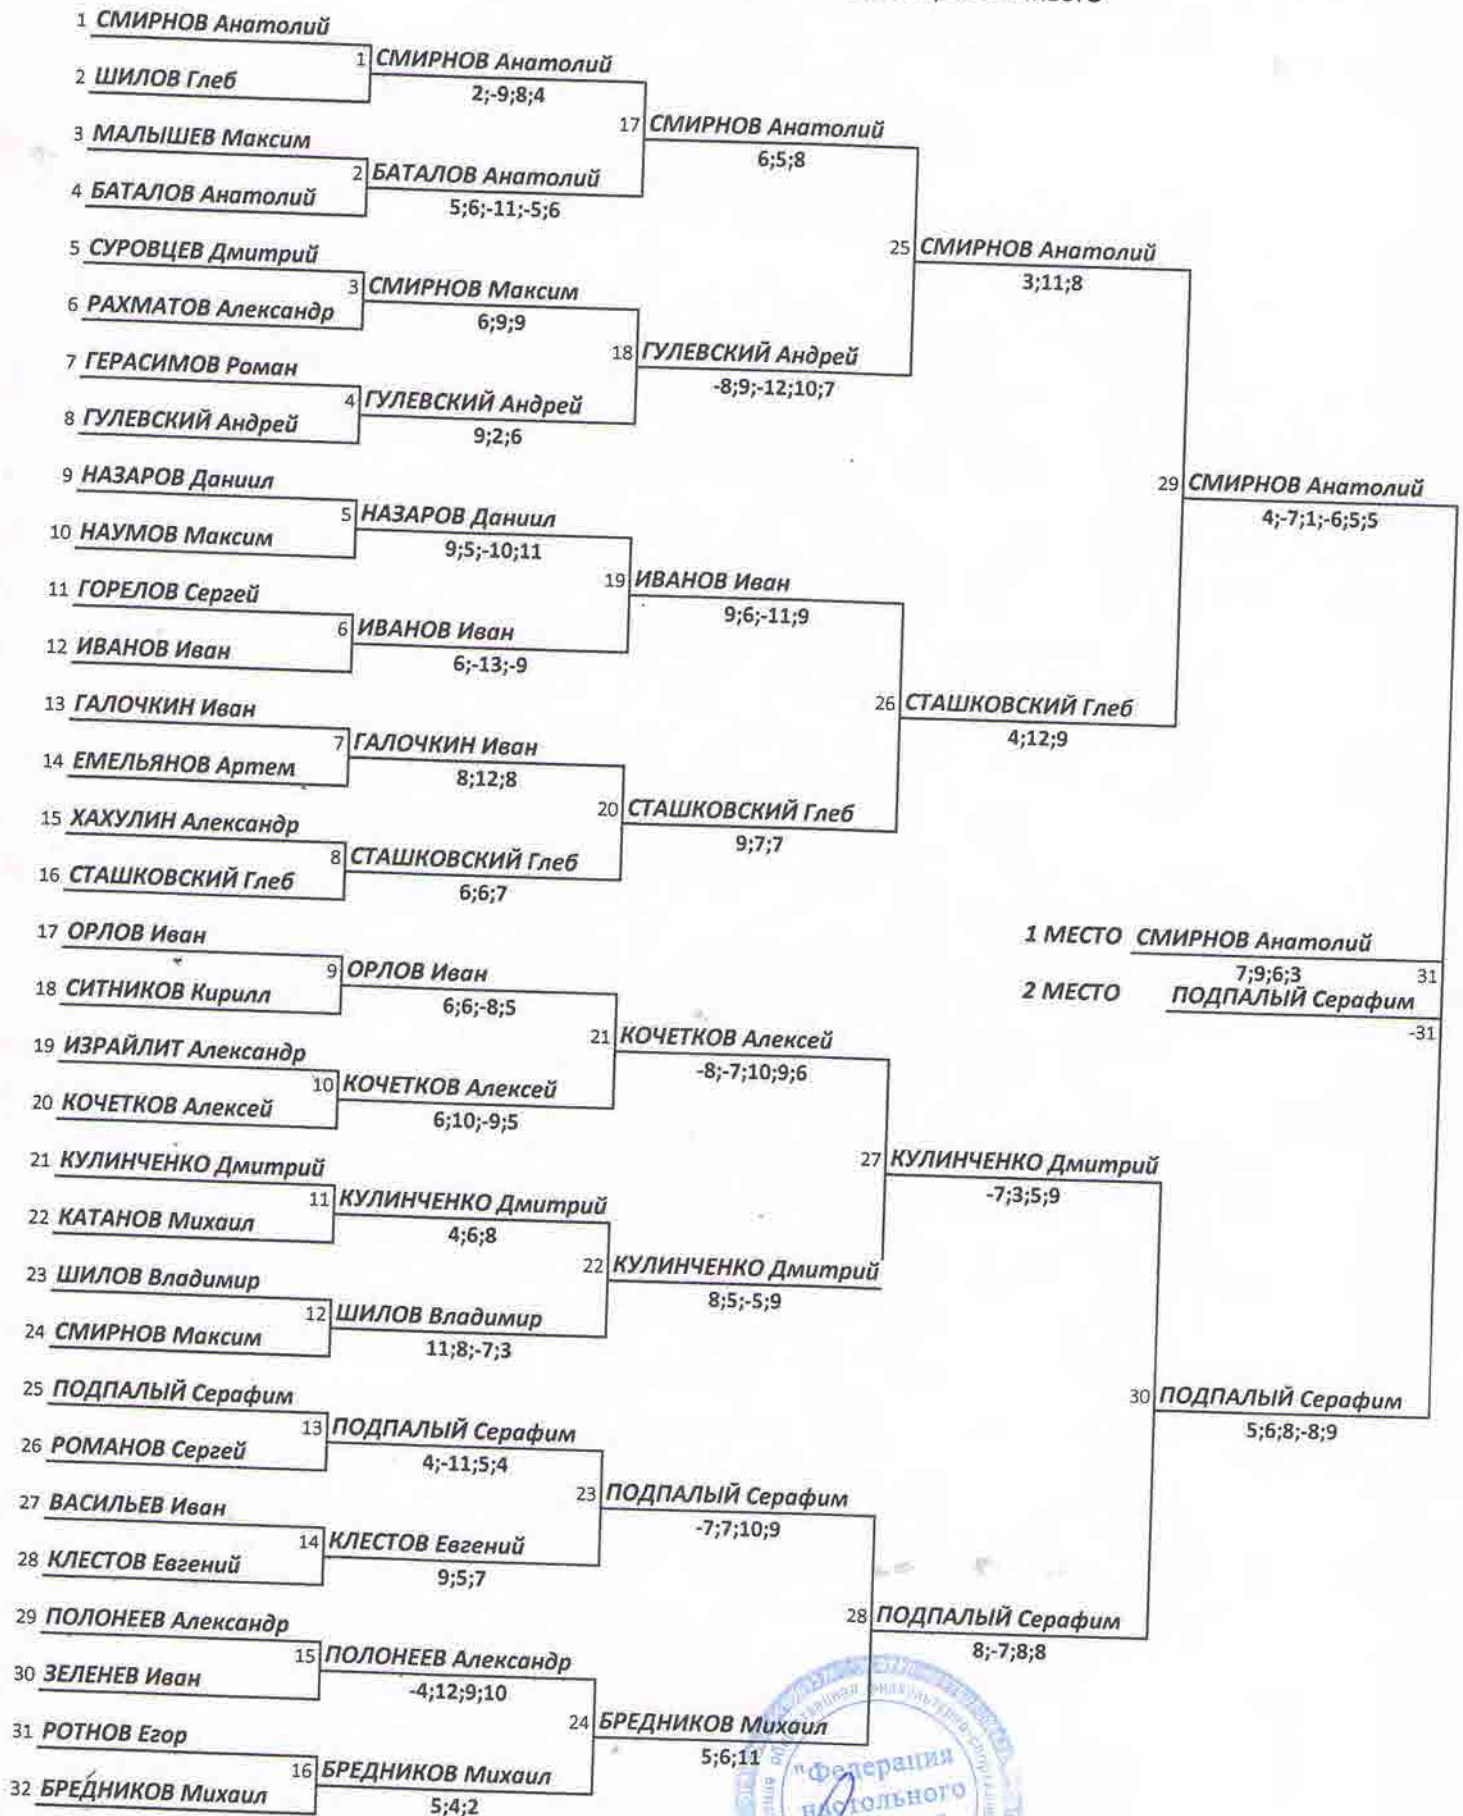 1 СМИРНОВ Анатолий
1 СМИРНОВ Анатолий
2 ШИЛОВ Глеб
2;-9;8;4
17 СМИРНОВ Анатолий
6;5;8
3 МАЛЫШЕВ Максим
2 БАТАЛОВ Анатолий
4 БАТАЛОВ Анатолий
5;6;-11;-5;6
25 СМИРНОВ Анатолий
3;11;8
5 СУРОВЦЕВ Дмитрий
3 СМИРНОВ Максим
6 РАХМАТОВ Александр
6;9;9
18 ГУЛЕВСКИЙ Андрей
-8;9;-12;10;7
7 ГЕРАСИМОВ Роман
4 ГУЛЕВСКИЙ Андрей
8 ГУЛЕВСКИЙ Андрей
9;2;6
29 СМИРНОВ Анатолий
4;-7;1;-6;5;5
9 НАЗАРОВ Даниил
5 НАЗАРОВ Даниил
10 НАУМОВ Максим
9;5;-10;11
19 ИВАНОВ Иван
9;6;-11;9
11 ГОРЕЛОВ Сергей
6 ИВАНОВ Иван
12 ИВАНОВ Иван
6;-13;-9
26 СТАШКОВСКИЙ Глеб
4;12;9
13 ГАЛОЧКИН Иван
7 ГАЛОЧКИН Иван
14 ЕМЕЛЬЯНОВ Артем
8;12;8
20 СТАШКОВСКИЙ Глеб
9;7;7
15 ХАХУЛИН Александр
8 СТАШКОВСКИЙ Глеб
16 СТАШКОВСКИЙ Глеб
6;6;7
1 МЕСТО СМИРНОВ Анатолий
7;9;6;3 31
2 МЕСТО ПОДПАЛЫЙ Серафим
-31
17 ОРЛОВ Иван
9 ОРЛОВ Иван
18 СИТНИКОВ Кирилл
6;6;-8;5
21 КОЧЕТКОВ Алексей
-8;-7;10;9;6
19 ИЗРАЙЛИТ Александр
10 КОЧЕТКОВ Алексей
20 КОЧЕТКОВ Алексей
6;10;-9;5
27 КУЛИНЧЕНКО Дмитрий
-7;3;5;9
21 КУЛИНЧЕНКО Дмитрий
11 КУЛИНЧЕНКО Дмитрий
22 КАТАНОВ Михаил
4;6;8
22 КУЛИНЧЕНКО Дмитрий
8;5;-5;9
23 ШИЛОВ Владимир
12 ШИЛОВ Владимир
24 СМИРНОВ Максим
11;8;-7;3
30 ПОДПАЛЫЙ Серафим
5;6;8;-8;9
25 ПОДПАЛЫЙ Серафим
13 ПОДПАЛЫЙ Серафим
26 РОМАНОВ Сергей
4;-11;5;4
23 ПОДПАЛЫЙ Серафим
-7;7;10;9
27 ВАСИЛЬЕВ Иван
14 КЛЕСТОВ Евгений
28 КЛЕСТОВ Евгений
9;5;7
28 ПОДПАЛЫЙ Серафим
8;-7;8;8
29 ПОЛОНЕЕВ Александр
15 ПОЛОНЕЕВ Александр
30 ЗЕЛЕНЕВ Иван
-4;12;9;10
24 БРЕДНИКОВ Михаил
5;6;11
31 РОТНОВ Егор
16 БРЕДНИКОВ Михаил
32 БРЕДНИКОВ Михаил
5;4;2
"Федерация
настольного